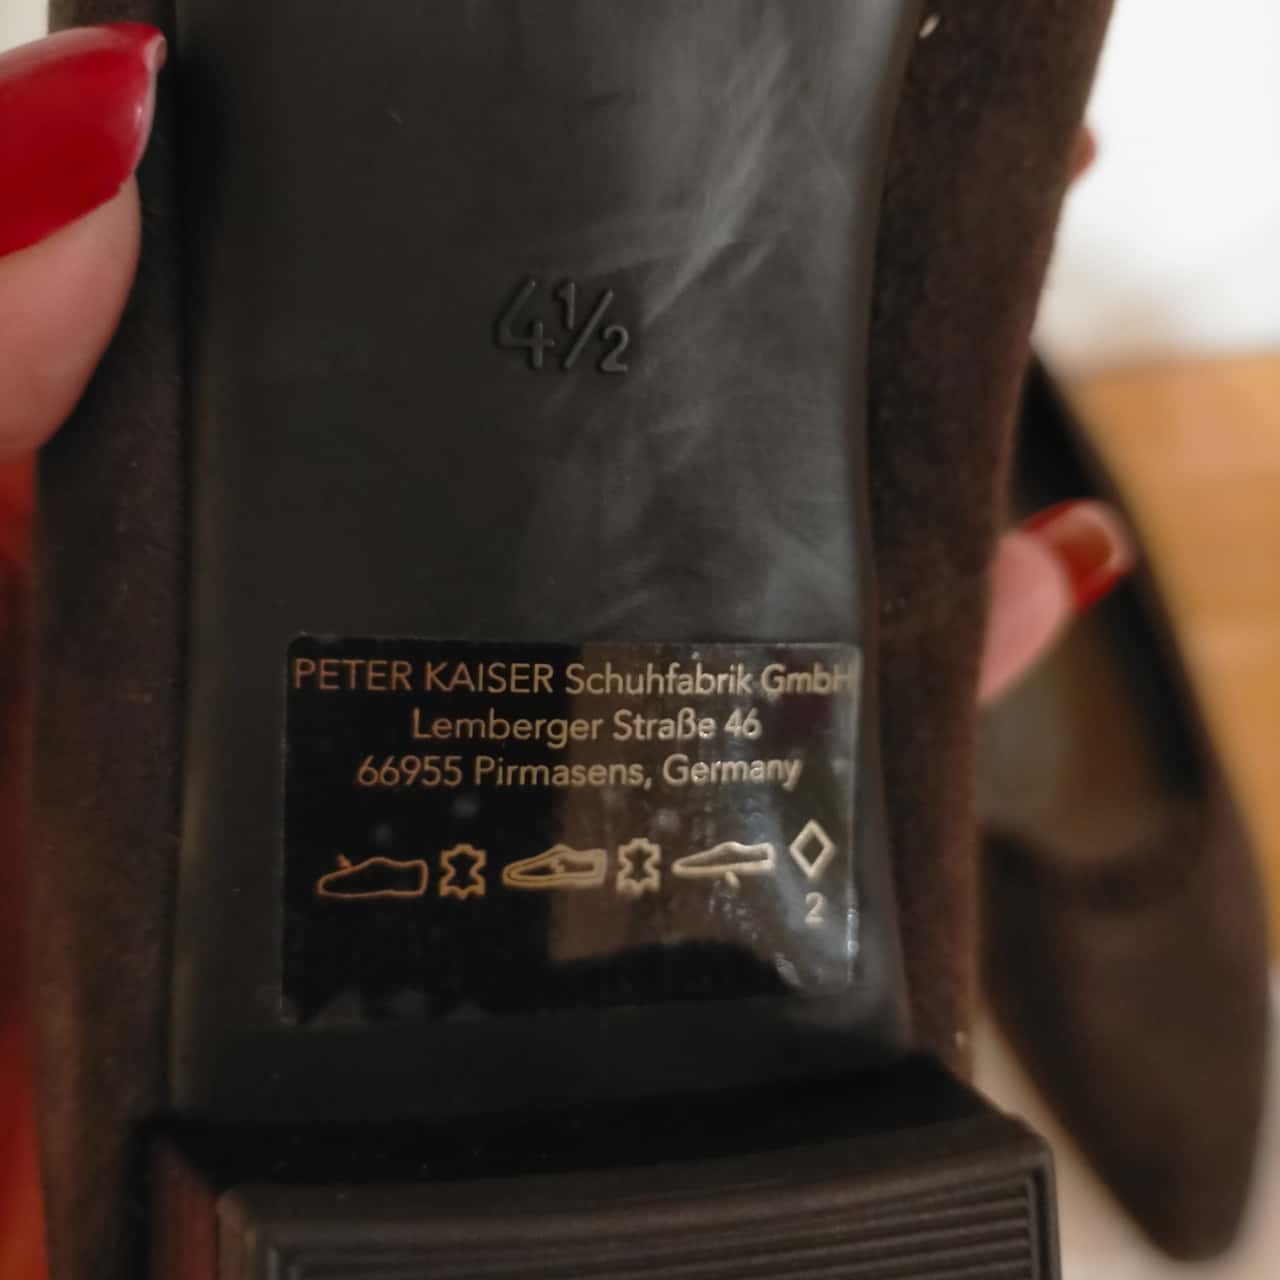 4½
PETER KAISER Schuhfabrik GmbH
Lemberger Straße 46
66955 Pirmasens, Germany
2